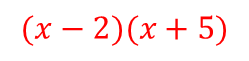 (x − 2)(x + 5)